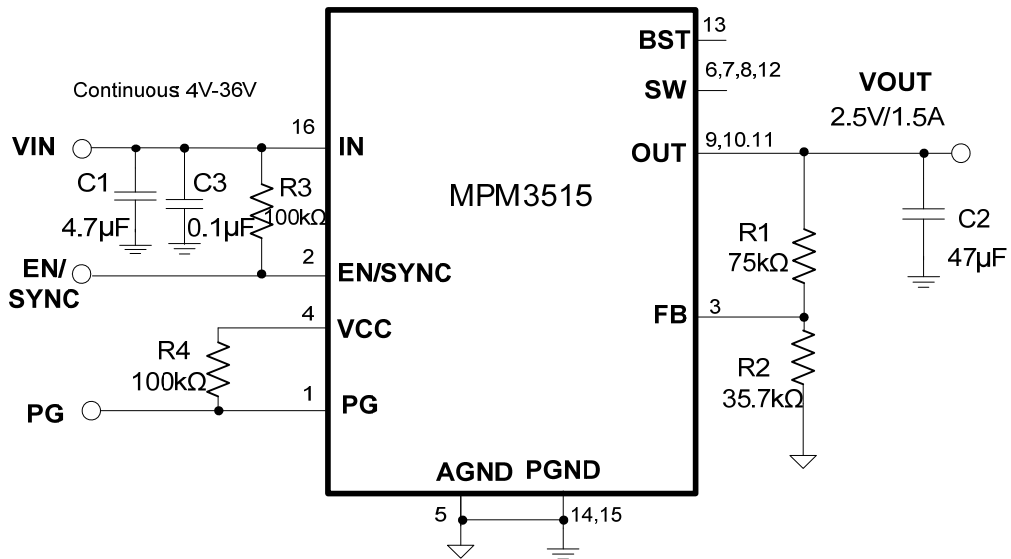 13
BST
6,7,8,12
SW
VOUT
2.5V/1.5A
Continuous: 4V-36V
16
VIN
IN
9,10.11
OUT
MPM3515
C1
4.7µF
C3
0.1µF
R3
100kΩ
C2
47µF
R1
75kΩ
EN/
SYNC
2
EN/SYNC
4
VCC
3
FB
R4
100kΩ
R2
35.7kΩ
1
PG
PG
AGND
PGND
5
14,15